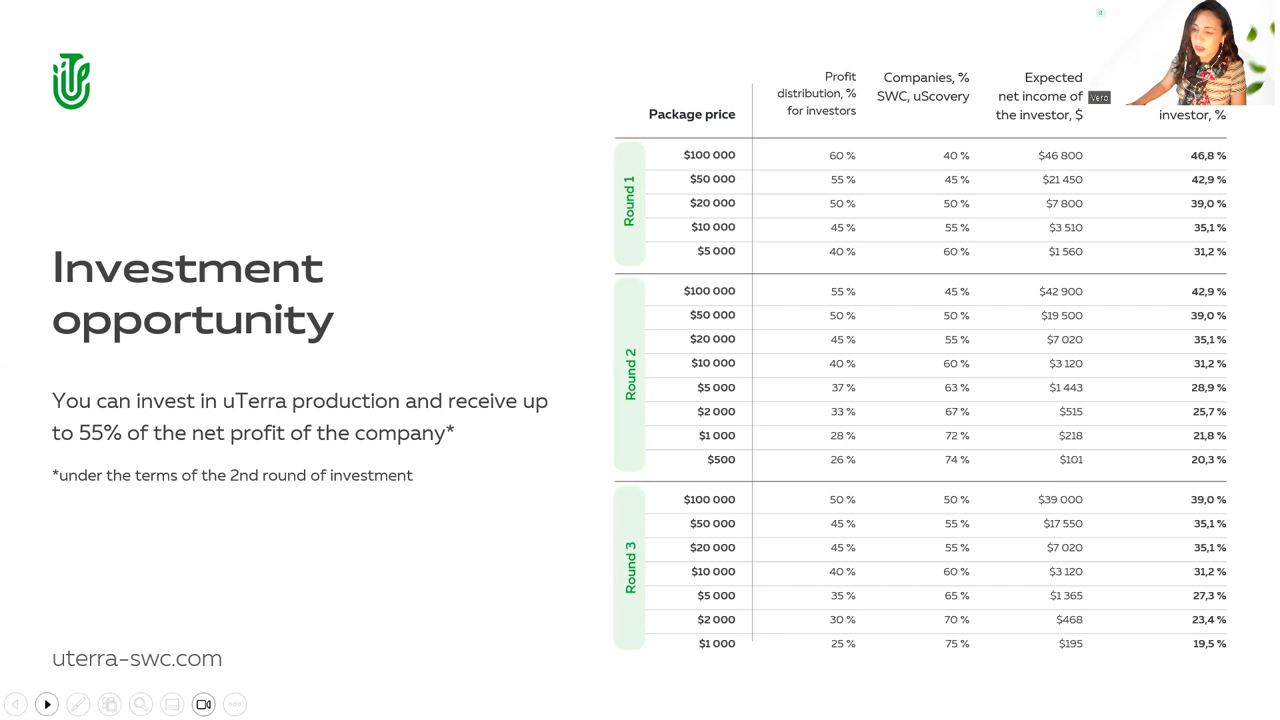 Investment
opportunity
You can invest in uTerra production and receive up
to 55% of the net profit of the company*
*under the terms of the 2nd round of investment
uterra-swc.com
Package price
Profit
distribution, %
for investors
Companies, %
SWC, uScovery
Expected
net income of
the investor, $
investor, %
Vero
Round 1
$100 000 60 % 40 % $46 800 46,8 %
$50 000 55 % 45 % $21 450 42,9 %
$20 000 50 % 50 % $7 800 39,0 %
$10 000 45 % 55 % $3 510 35,1 %
$5 000 40 % 60 % $1 560 31,2 %
Round 2
$100 000 55 % 45 % $42 900 42,9 %
$50 000 50 % 50 % $19 500 39,0 %
$20 000 45 % 55 % $7 020 35,1 %
$10 000 40 % 60 % $3 120 31,2 %
$5 000 37 % 63 % $1 443 28,9 %
$2 000 33 % 67 % $515 25,7 %
$1 000 28 % 72 % $218 21,8 %
$500 26 % 74 % $101 20,3 %
Round 3
$100 000 50 % 50 % $39 000 39,0 %
$50 000 45 % 55 % $17 550 35,1 %
$20 000 45 % 55 % $7 020 35,1 %
$10 000 40 % 60 % $3 120 31,2 %
$5 000 35 % 65 % $1 365 27,3 %
$2 000 30 % 70 % $468 23,4 %
$1 000 25 % 75 % $195 19,5 %